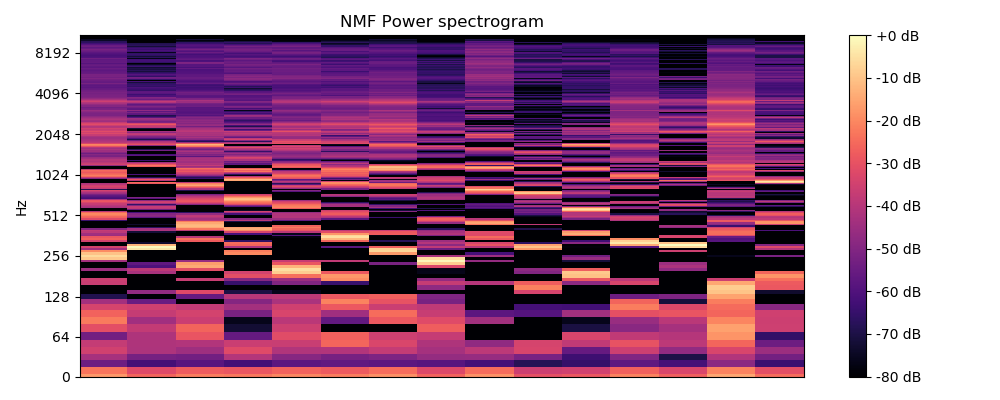 NMF Power spectrogram
Hz
8192
4096
2048
1024
512
256
128
64
0
+0 dB
-10 dB
-20 dB
-30 dB
-40 dB
-50 dB
-60 dB
-70 dB
-80 dB